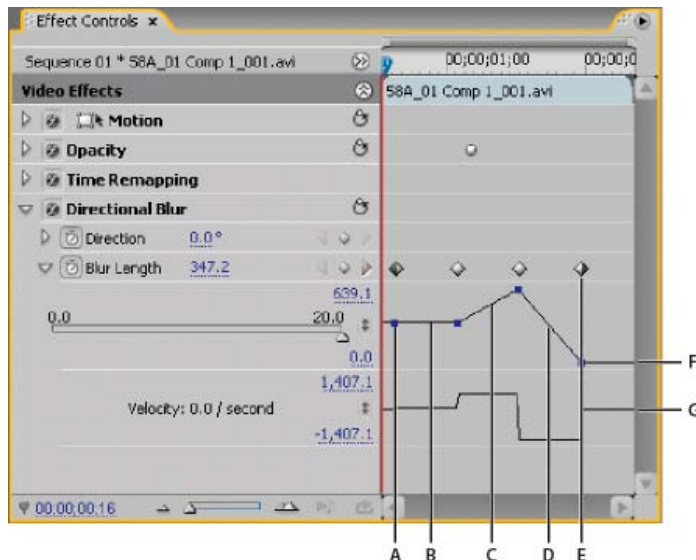 Effect Controls x
Sequence 01 * 58A_01 Comp 1_001.avi
00;00;01;00
00;00;0
Video Effects
58A_01 Comp 1_001.avi
Motion
Opacity
Time Remapping
Directional Blur
Direction 0.0°
Blur Length 347.2
639.1
0.0 20.0
0.0
F
1,407.1
Velocity: 0.0 / second
G
-1,407.1
00;00;00;16
A B C D E